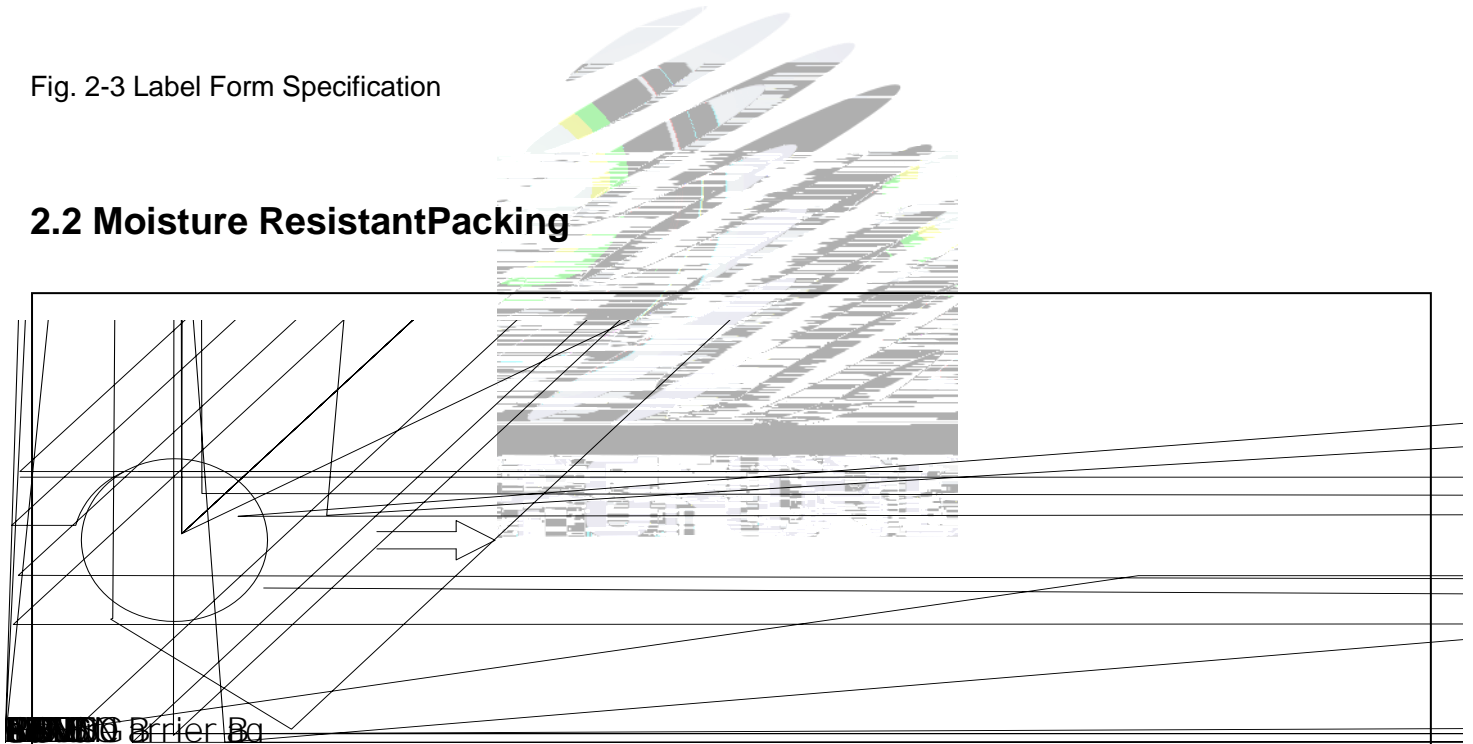 Fig. 2-3 Label Form Specification
2.2 Moisture ResistantPacking